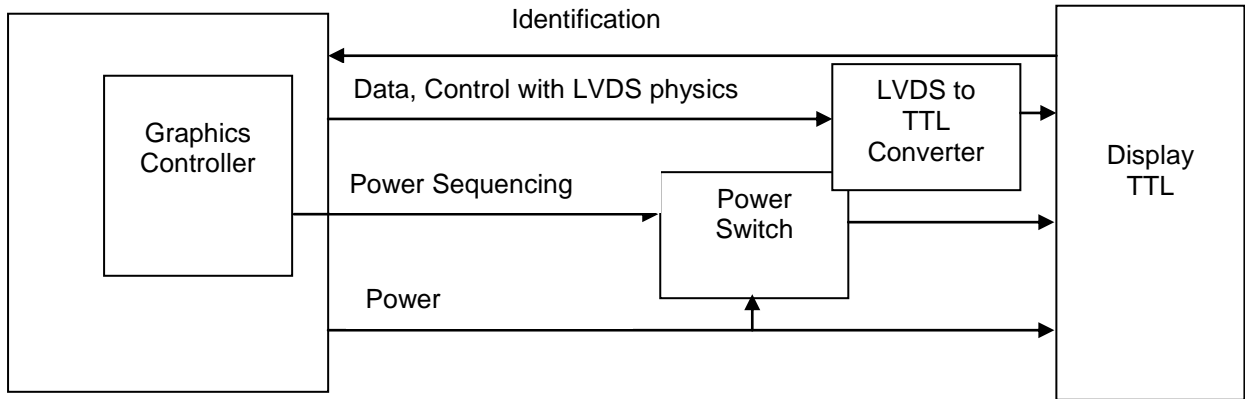 Identification
Data, Control with LVDS physics
LVDS to
TTL
Converter
Graphics
Controller
Display
TTL
Power Sequencing
Power
Switch
Power